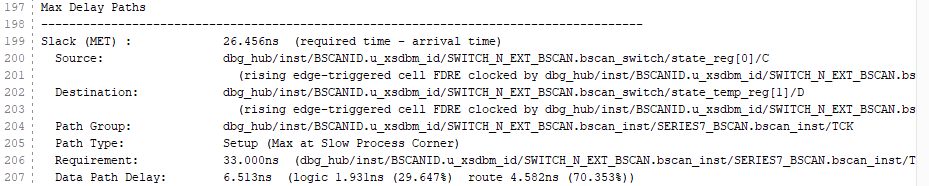 197 Max Delay Paths
198 --------------------------------------------------------------------------------------
199 Slack (MET) : 26.456ns (required time - arrival time)
200 Source: dbg_hub/inst/BSCANID.u_xsdbm_id/SWITCH_N_EXT_BSCAN.bscan_switch/state_reg[0]/C
201 (rising edge-triggered cell FDRE clocked by dbg_hub/inst/BSCANID.u_xsdbm_id/SWITCH_N_EXT_BSCAN.bs
202 Destination: dbg_hub/inst/BSCANID.u_xsdbm_id/SWITCH_N_EXT_BSCAN.bscan_switch/state_temp_reg[1]/D
203 (rising edge-triggered cell FDRE clocked by dbg_hub/inst/BSCANID.u_xsdbm_id/SWITCH_N_EXT_BSCAN.bs
204 Path Group: dbg_hub/inst/BSCANID.u_xsdbm_id/SWITCH_N_EXT_BSCAN.bscan_inst/SERIES7_BSCAN.bscan_inst/TCK
205 Path Type: Setup (Max at Slow Process Corner)
206 Requirement: 33.000ns (dbg_hub/inst/BSCANID.u_xsdbm_id/SWITCH_N_EXT_BSCAN.bscan_inst/SERIES7_BSCAN.bscan_inst/T
207 Data Path Delay: 6.513ns (logic 1.931ns (29.647%) route 4.582ns (70.353%))